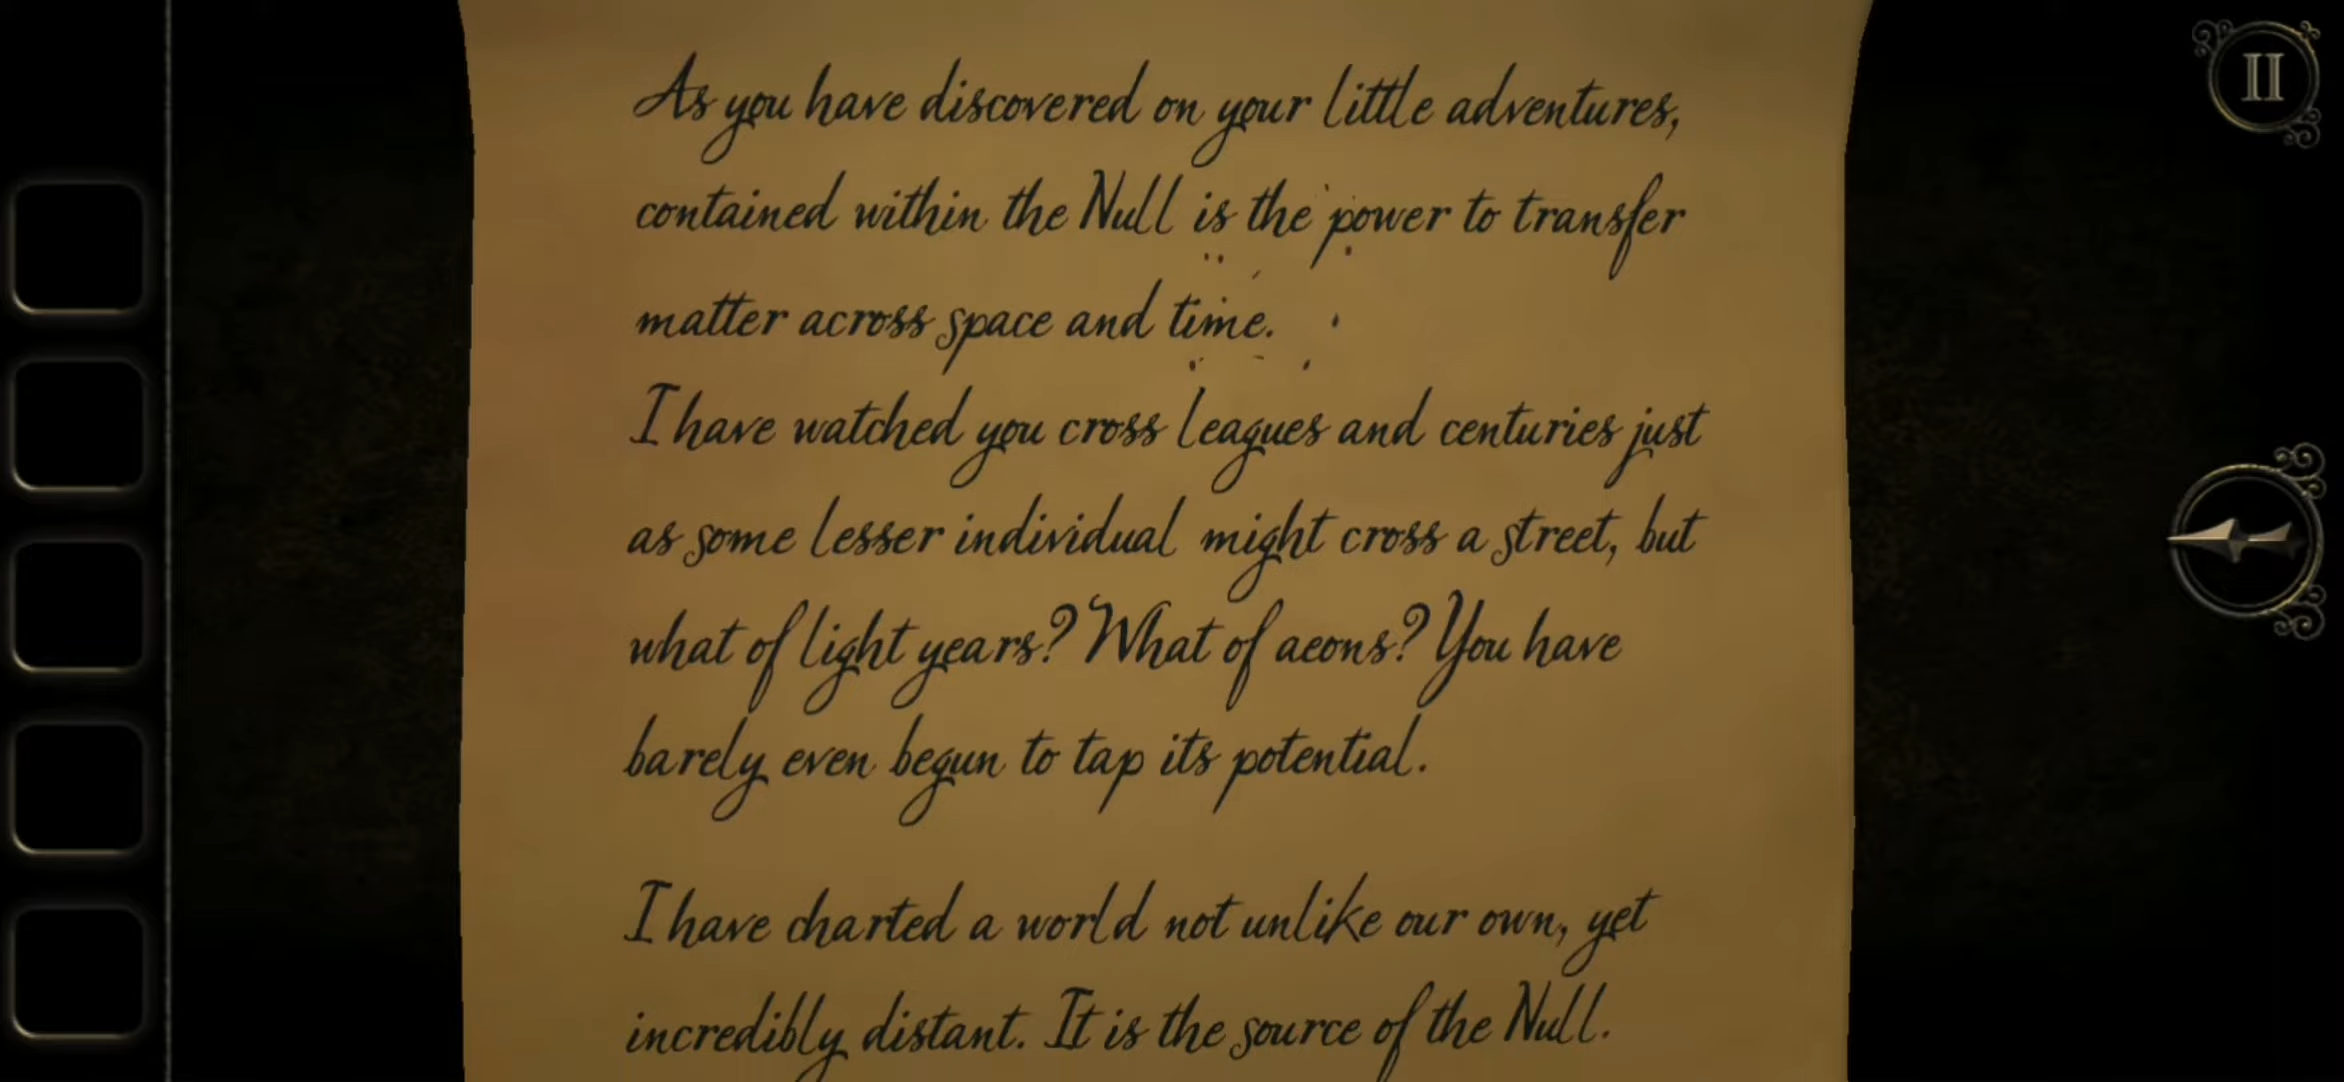 As you have discovered on your little adventures,
contained within the Null is the power to transfer
matter across space and time.
I have watched you cross leagues and centuries just
as some lesser individual might cross a street, but
what of light years? What of aeons? You have
barely even begun to tap its potential.
I have charted a world not unlike our own, yet
incredibly distant. It is the source of the Null.
II